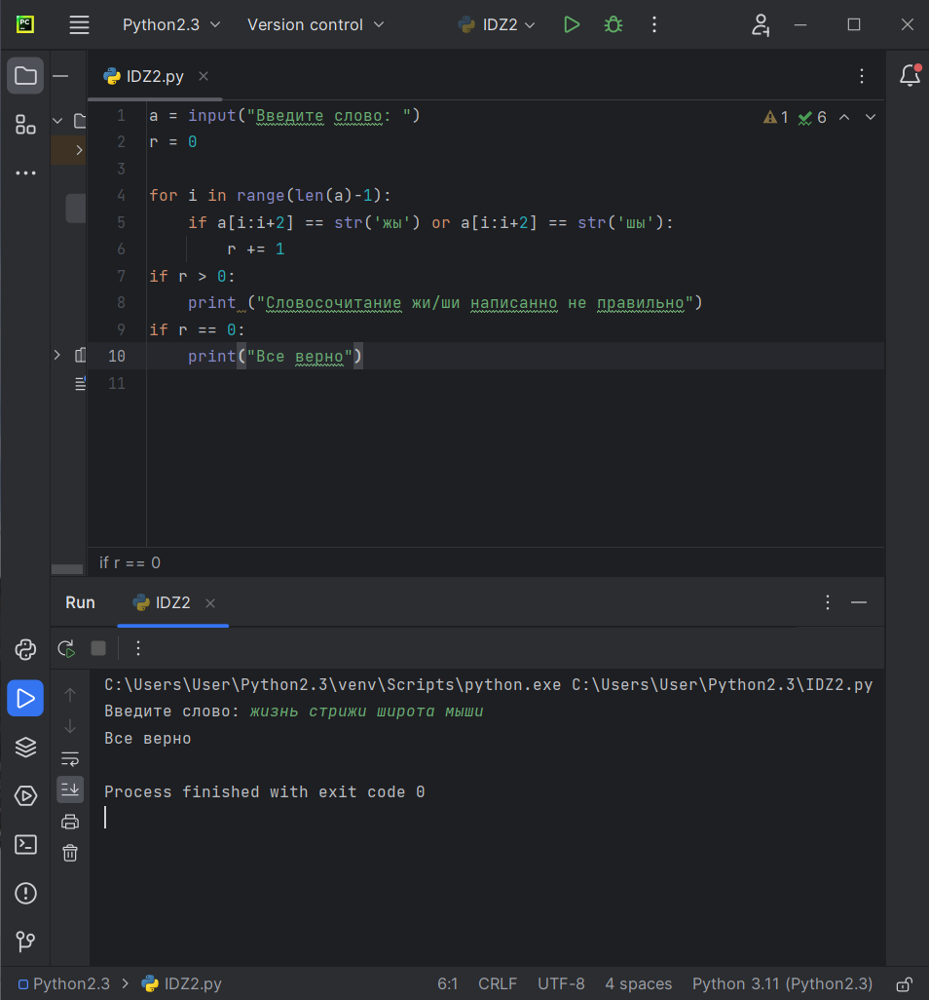 PC
Python2.3 Version control IDZ2
IDZ2.py
1 a = input("Введите слово: ") 1 6
2 r = 0
3
4 for i in range(len(a)-1):
5 if a[i:i+2] == str('жы') or a[i:i+2] == str('шы'):
6 r += 1
7 if r > 0:
8 print ("Словосочитание жи/ши написанно не правильно")
9 if r == 0:
10 print("Все верно")
11
if r == 0
Run IDZ2
C:\Users\User\Python2.3\venv\Scripts\python.exe C:\Users\User\Python2.3\IDZ2.py
Введите слово: жизнь стрижи широта мыши
Все верно
Process finished with exit code 0
Python2.3 IDZ2.py 6:1 CRLF UTF-8 4 spaces Python 3.11 (Python2.3)